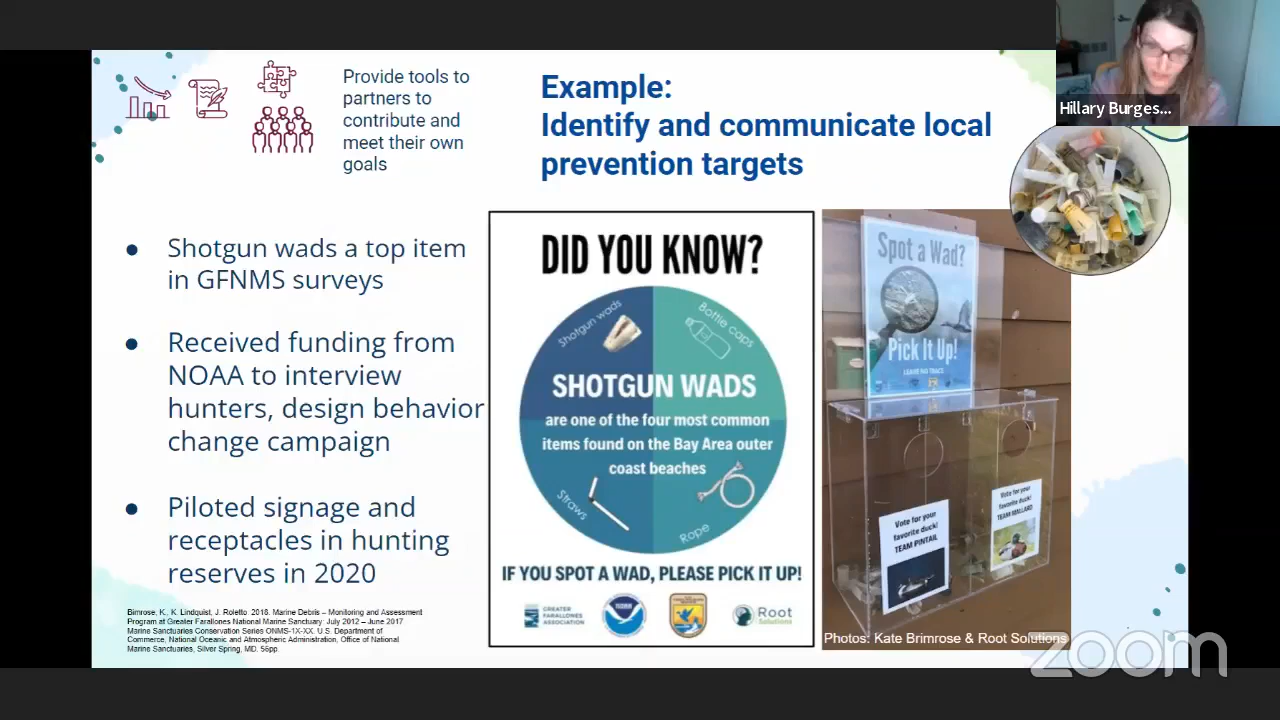 Provide tools to
partners to
contribute and
meet their own
goals
Example:
Identify and communicate local
prevention targets
Hillary Burges...
● Shotgun wads a top item
in GFNMS surveys
● Received funding from
NOAA to interview
hunters, design behavior
change campaign
● Piloted signage and
receptacles in hunting
reserves in 2020
Bimrose, K., K. Lindquist, J. Roletto. 2018. Marine Debris – Monitoring and Assessment
Program at Greater Farallones National Marine Sanctuary: July 2012 – June 2017
Marine Sanctuaries Conservation Series ONMS-1X-XX. U.S. Department of
Commerce, National Oceanic and Atmospheric Administration, Office of National
Marine Sanctuaries, Silver Spring, MD. 56pp.
DID YOU KNOW?
Shotgun wads
Bottle caps
SHOTGUN WADS
are one of the four most common
items found on the Bay Area outer
coast beaches
Straws
Rope
IF YOU SPOT A WAD, PLEASE PICK IT UP!
GREATER
FARALLONES
ASSOCIATION
NOAA
Root
Solutions
Spot a Wad?
Pick It Up!
LEAVE NO TRACE
Vote for your
favorite duck!
TEAM PINTAIL
Vote for your
favorite duck!
TEAM MALLARD
Photos: Kate Brimrose & Root Solutions
zoom